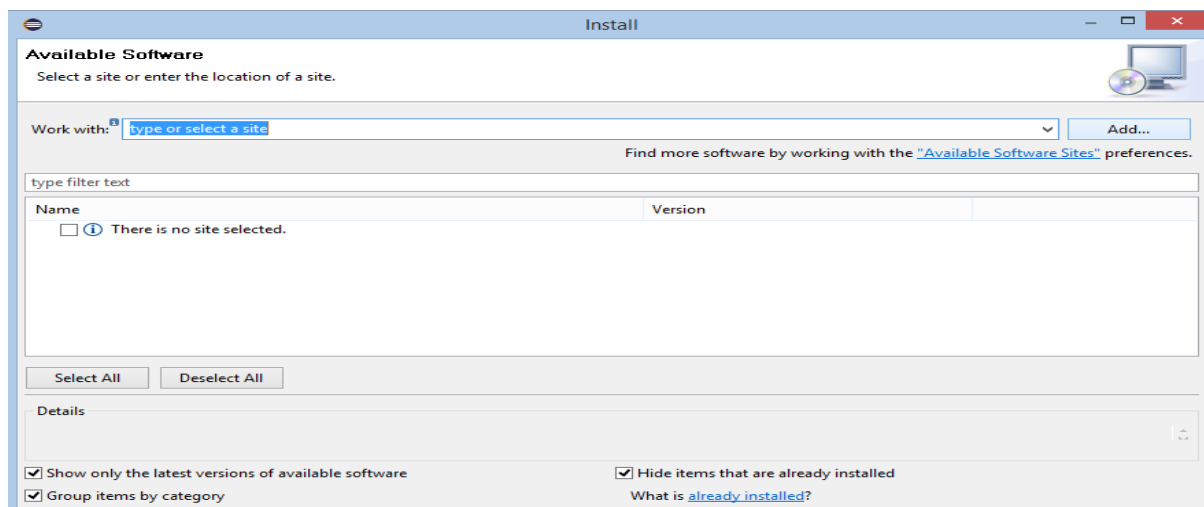 Install
Available Software
Select a site or enter the location of a site.
Work with: type or select a site Add...
Find more software by working with the "Available Software Sites" preferences.
type filter text
Name Version
There is no site selected.
Select All Deselect All
Details
Show only the latest versions of available software Hide items that are already installed
Group items by category What is already installed?